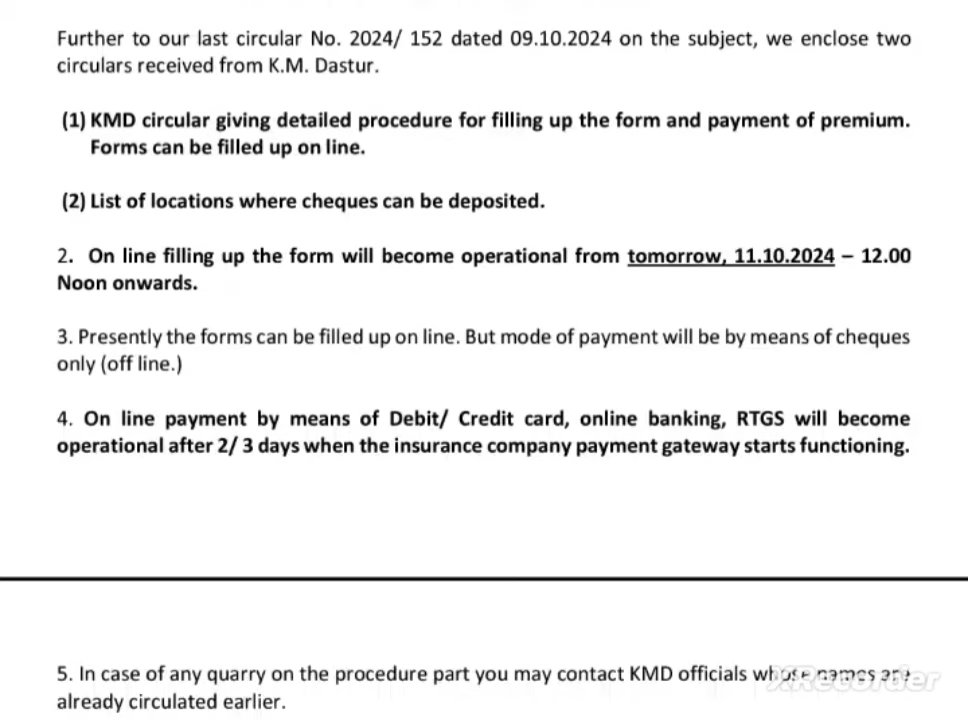 Further to our last circular No. 2024/ 152 dated 09.10.2024 on the subject, we enclose two
circulars received from K.M. Dastur.
(1) KMD circular giving detailed procedure for filling up the form and payment of premium.
Forms can be filled up on line.
(2) List of locations where cheques can be deposited.
2. On line filling up the form will become operational from tomorrow, 11.10.2024 – 12.00
Noon onwards.
3. Presently the forms can be filled up on line. But mode of payment will be by means of cheques
only (off line.)
4. On line payment by means of Debit/ Credit card, online banking, RTGS will become
operational after 2/ 3 days when the insurance company payment gateway starts functioning.
5. In case of any quarry on the procedure part you may contact KMD officials whose names are
already circulated earlier.
XRecorder